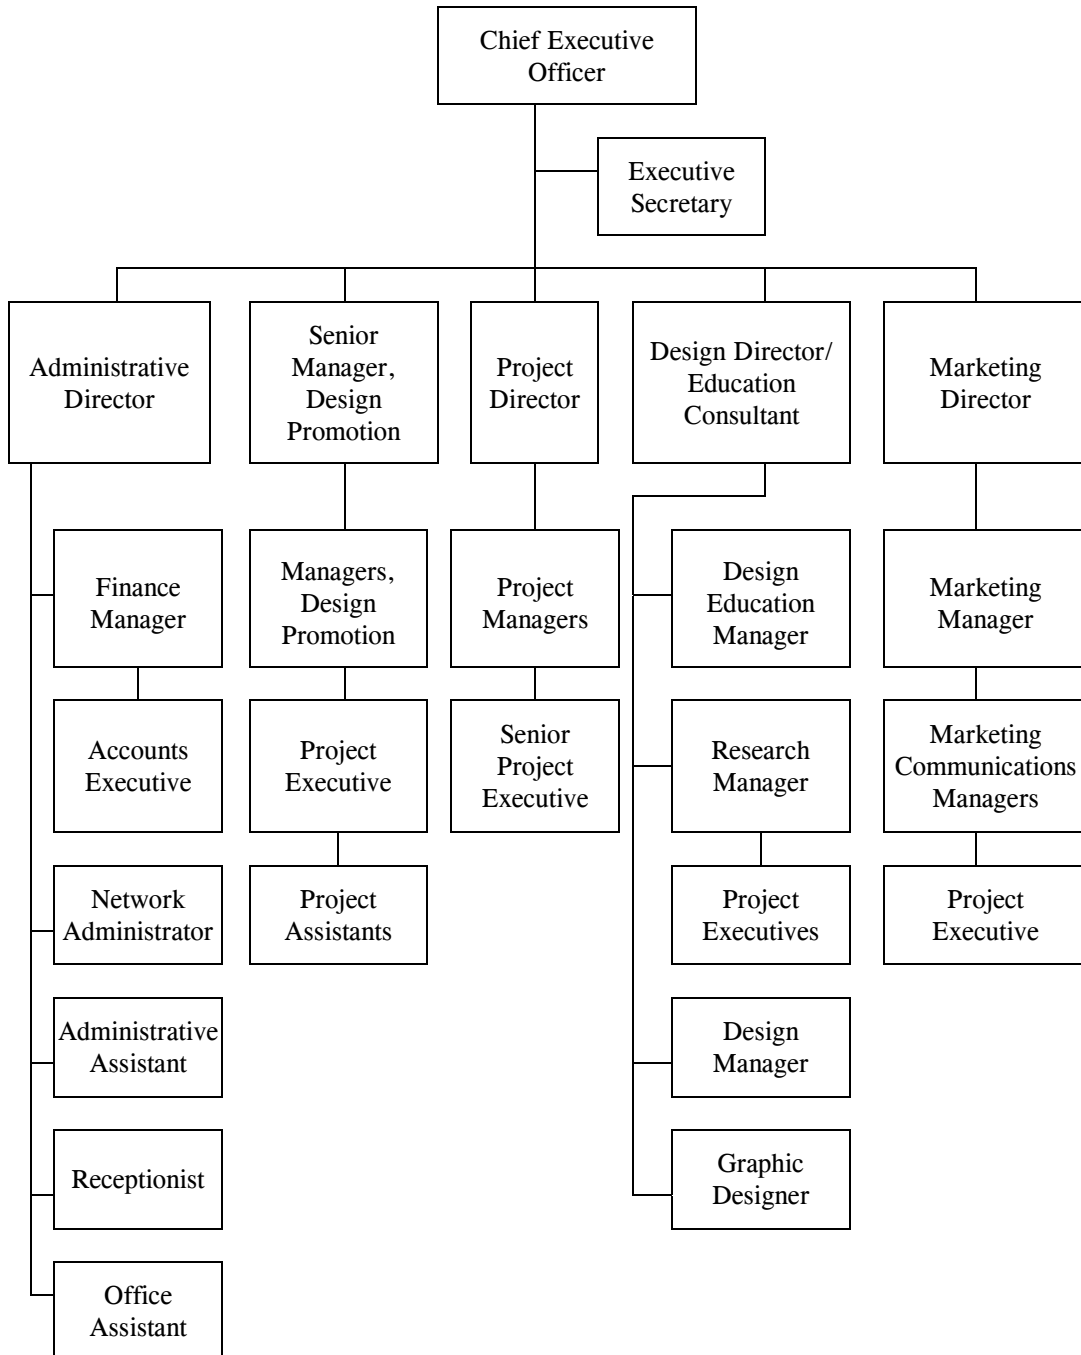 Chief Executive
Officer
Executive
Secretary
Administrative
Director
Senior
Manager,
Design
Promotion
Project
Director
Design Director/
Education
Consultant
Marketing
Director
Finance
Manager
Managers,
Design
Promotion
Project
Managers
Design
Education
Manager
Marketing
Manager
Accounts
Executive
Project
Executive
Senior
Project
Executive
Research
Manager
Marketing
Communications
Managers
Network
Administrator
Project
Assistants
Project
Executives
Project
Executive
Administrative
Assistant
Design
Manager
Receptionist
Graphic
Designer
Office
Assistant